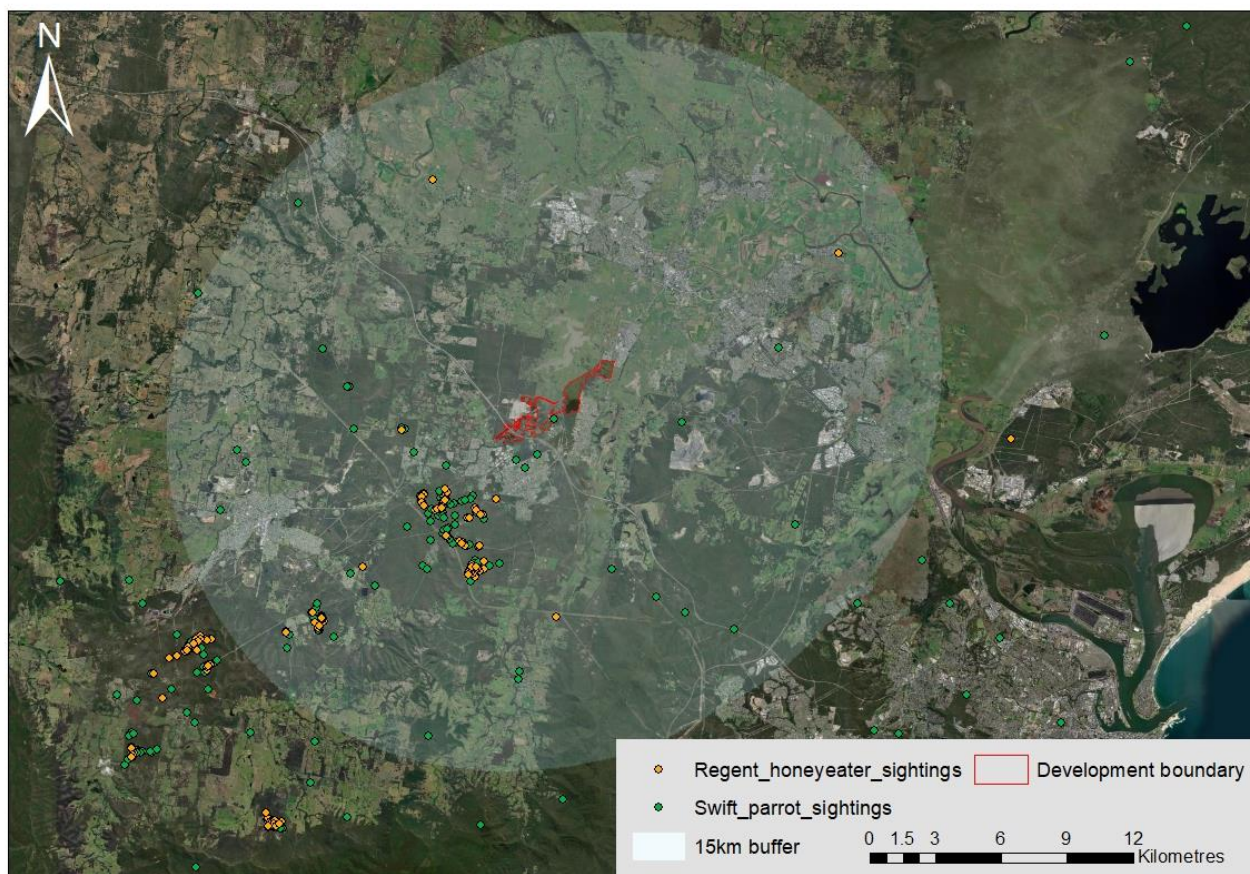 N
Regent_honeyeater_sightings
Development boundary
Swift_parrot_sightings
15km buffer
0 1.5 3 6 9 12
Kilometres